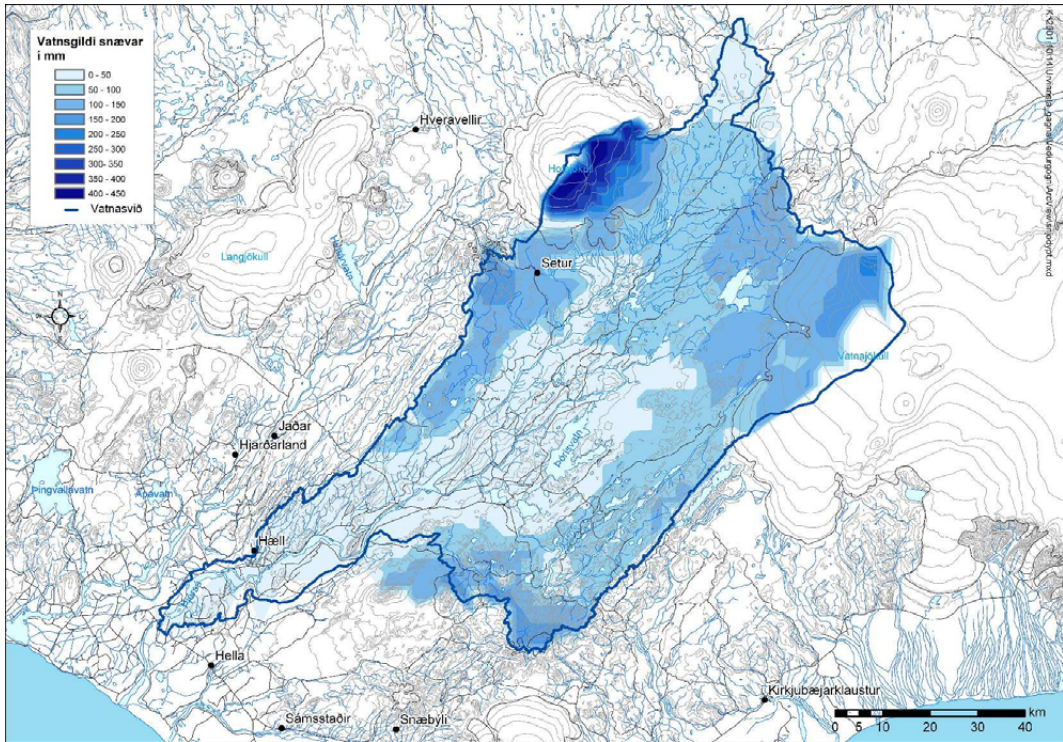 Vatnsgildi snævar
í mm
0 - 50
50 - 100
100 - 150
150 - 200
200 - 250
250 - 300
300- 350
350 - 400
400 - 450
Vatnasvið
Hveravellir
Langjökull
Setur
Vatnajökull
Jaðar
Hjarðarland
Þingvallavatn
Apavatn
Þórisvatn
Hæll
Hella
Sámsstaðir
Snæbýli
Kirkjubæjarklaustur
N
km
0 5 10 20 30 40